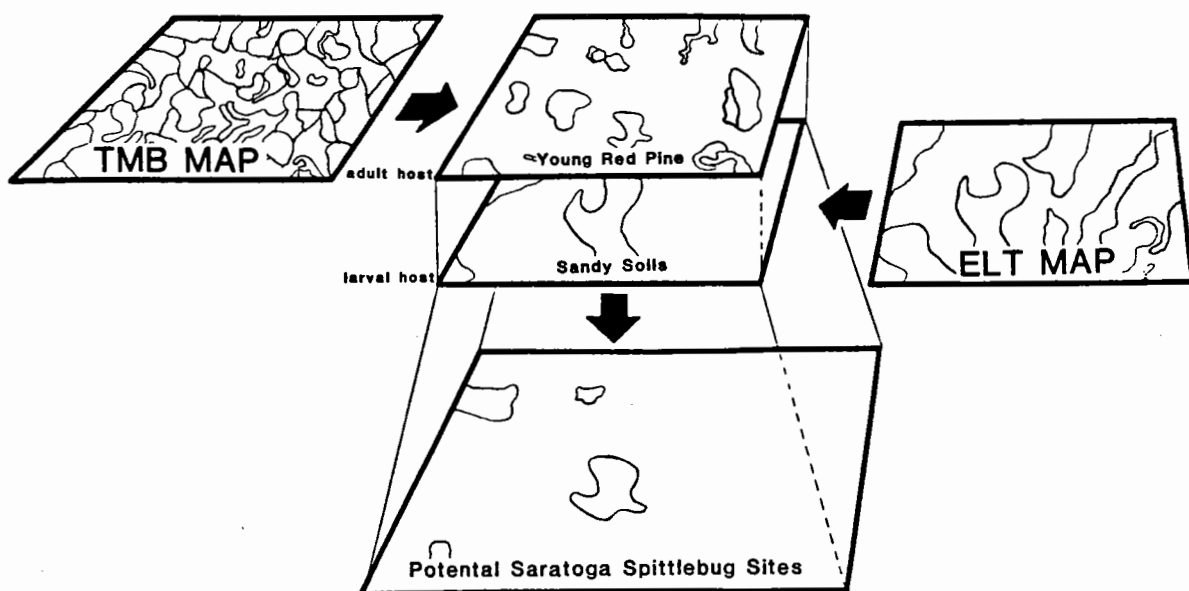 TMB MAP
Young Red Pine
adult host
ELT MAP
Sandy Soils
larval host
Potental Saratoga Spittlebug Sites